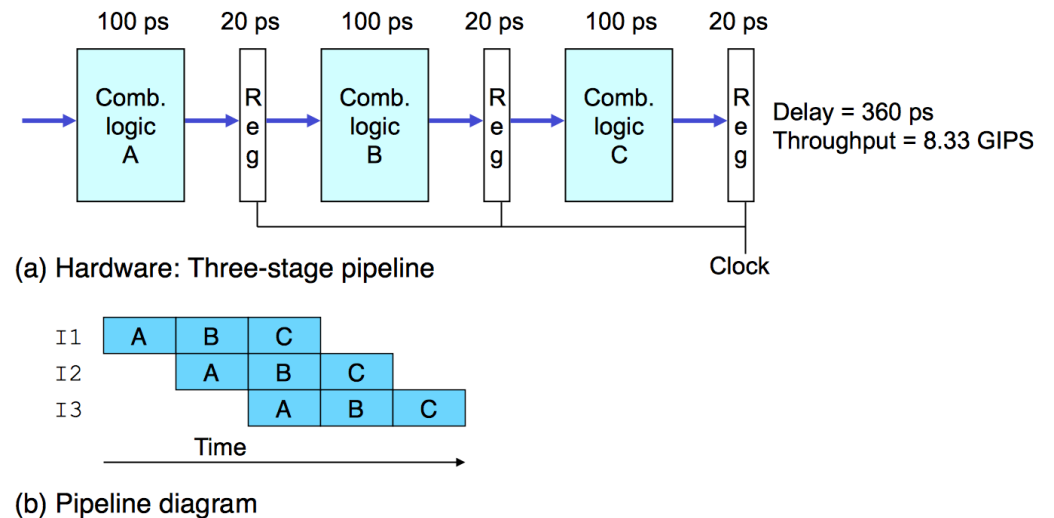 100 ps 20 ps 100 ps 20 ps 100 ps 20 ps
Comb.
logic
A
R
e
g
Comb.
logic
B
R
e
g
Comb.
logic
C
R
e
g
Delay = 360 ps
Throughput = 8.33 GIPS
Clock
(a) Hardware: Three-stage pipeline
I1 A B C
I2 A B C
I3 A B C
Time
(b) Pipeline diagram